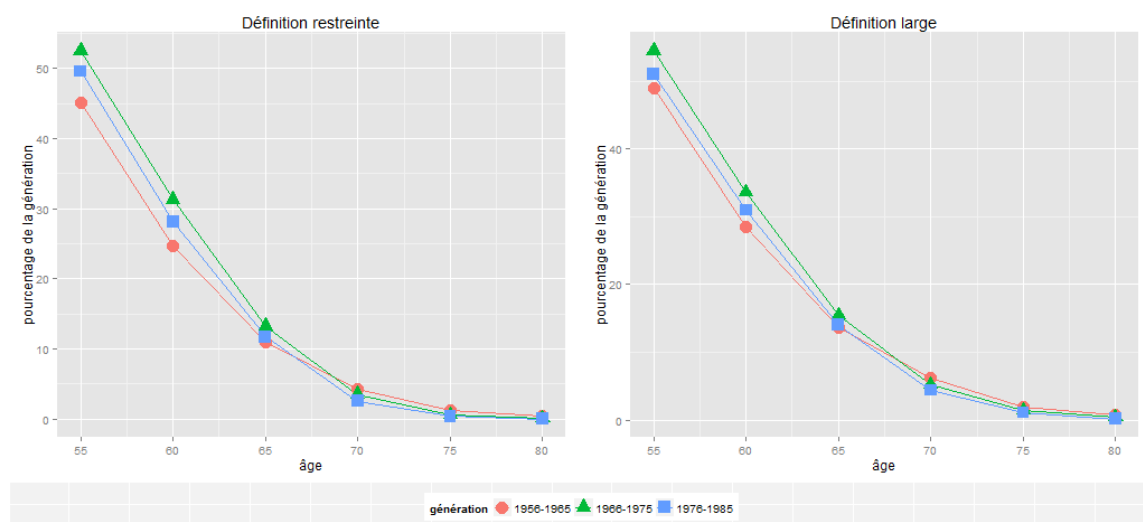 Définition restreinte
pourcentage de la génération
50
40
30
20
10
0
55 60 65 70 75 80
âge
Définition large
pourcentage de la génération
40
20
0
55 60 65 70 75 80
âge
génération 1956-1965 1966-1975 1976-1985